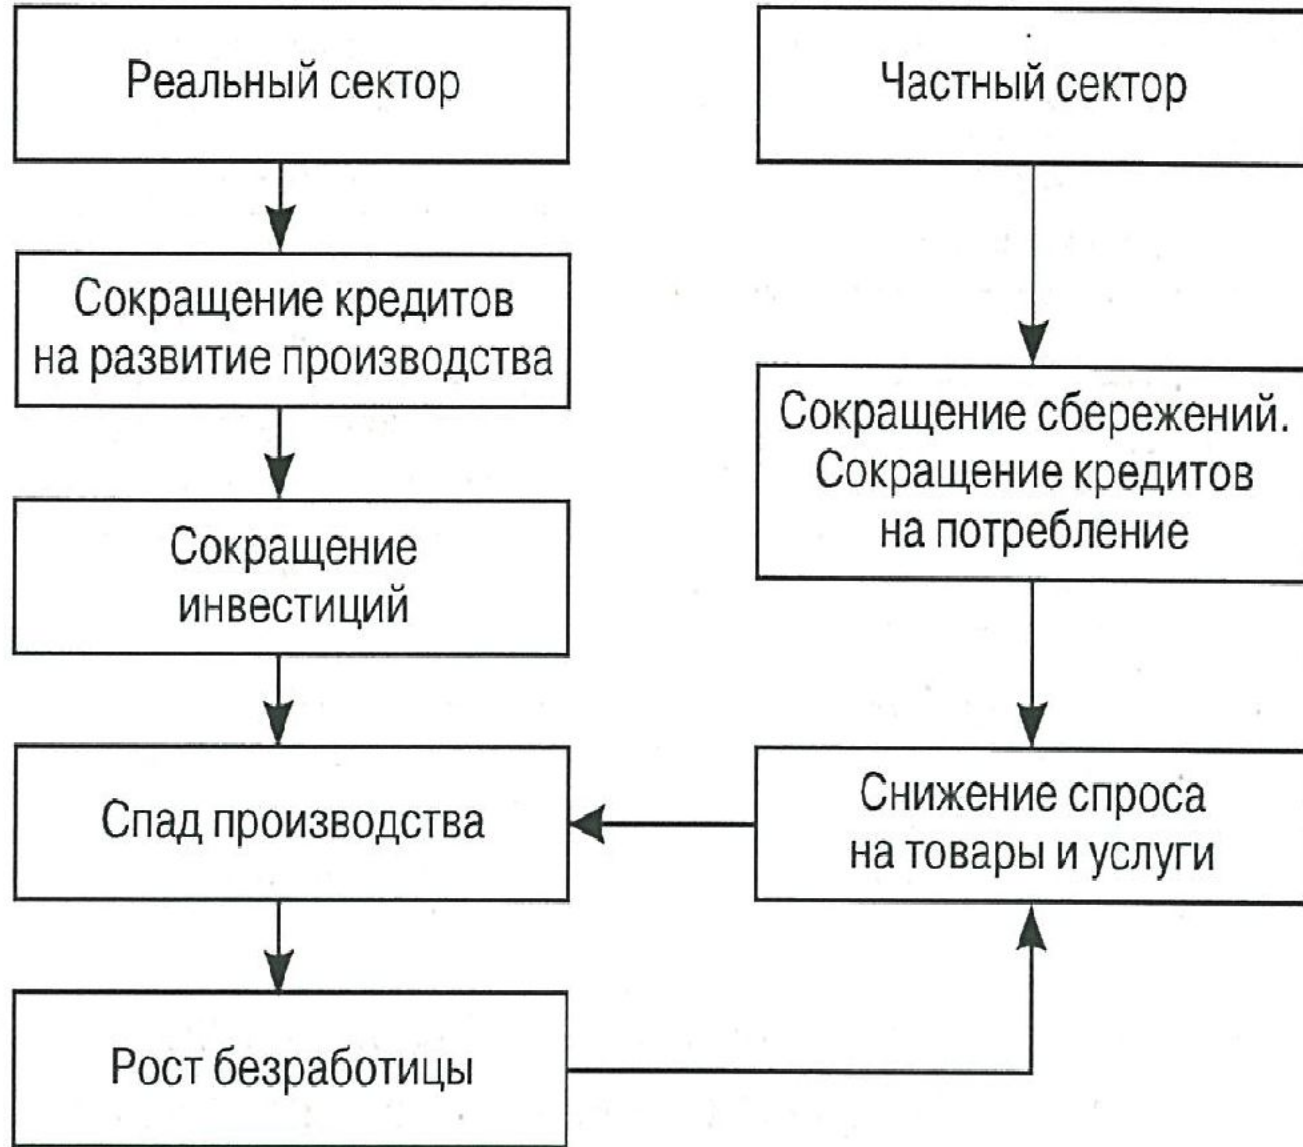 Реальный сектор
Частный сектор
Сокращение кредитов
на развитие производства
Сокращение сбережений.
Сокращение кредитов
на потребление
Сокращение
инвестиций
Спад производства
Снижение спроса
на товары и услуги
Рост безработицы